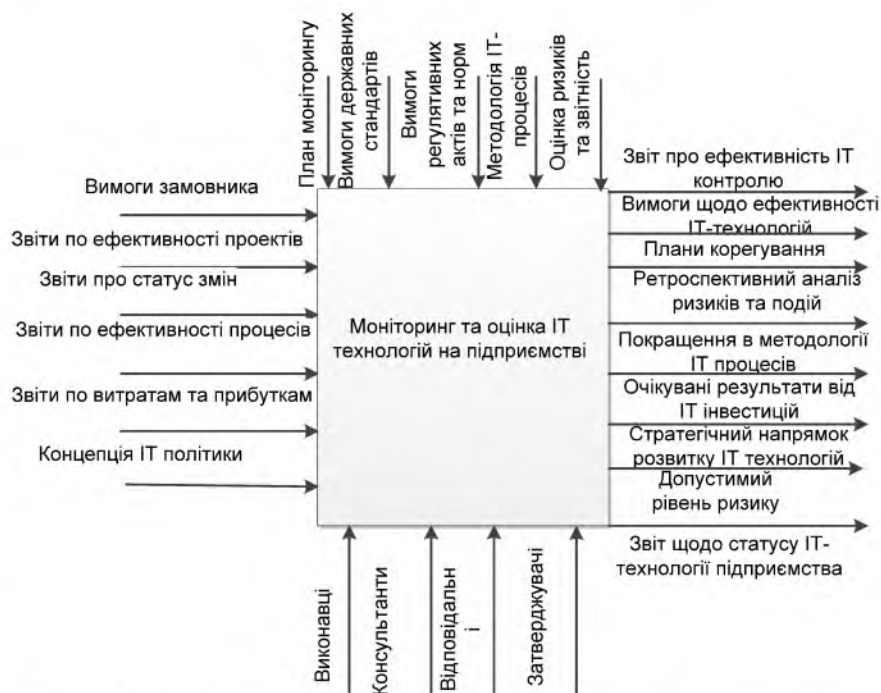 План моніторингу
Вимоги державних
стандартів
Вимоги
регулятивних
актів та норм
Методологія ІТ-
процесів
Оцінка ризиків
та звітність
Вимоги замовника
Звіти по ефективності проектів
Звіти про статус змін
Звіти по ефективності процесів
Звіти по витратам та прибуткам
Концепція ІТ політики
Моніторинг та оцінка ІТ
технологій на підприємстві
Звіт про ефективність ІТ
контролю
Вимоги щодо ефективності
ІТ-технологій
Плани корегування
Ретроспективний аналіз
ризиків та подій
Покращення в методології
ІТ процесів
Очікувані результати від
ІТ інвестицій
Стратегічний напрямок
розвитку ІТ технологій
Допустимий
рівень ризику
Звіт щодо статусу ІТ-
технології підприємства
Виконавці
Консультанти
Відповідальн
і
Затверджувачі